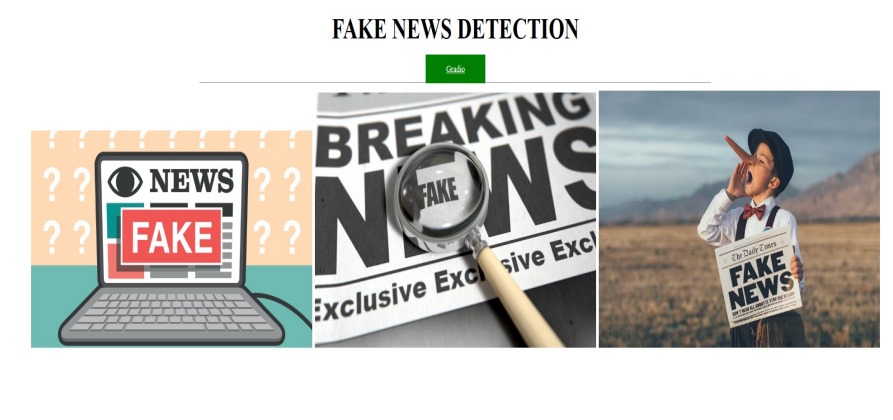 FAKE NEWS DETECTION
Gradio
NEWS
FAKE
BREAKING
NEWS
FAKE
Exclusive Exclusive Excl
The Daily Times
FAKE
NEWS